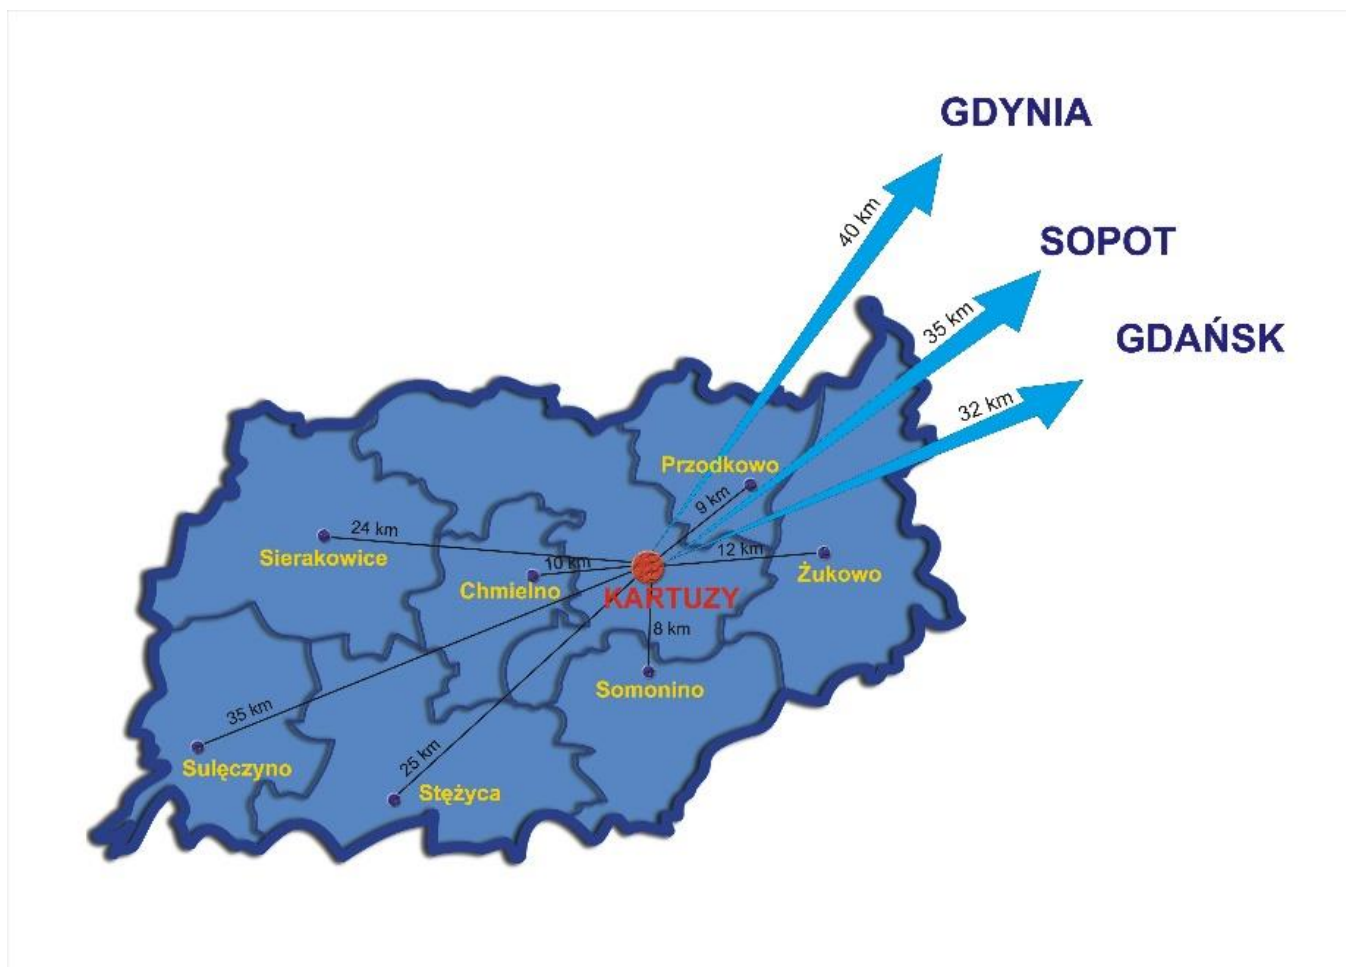 GDYNIA
40 km
SOPOT
35 km
GDAŃSK
32 km
Przodkowo
9 km
24 km
Sierakowice
10 km
Chmielno
12 km
Żukowo
KARTUZY
8 km
Somonino
35 km
Sulęczyno
25 km
Stężyca